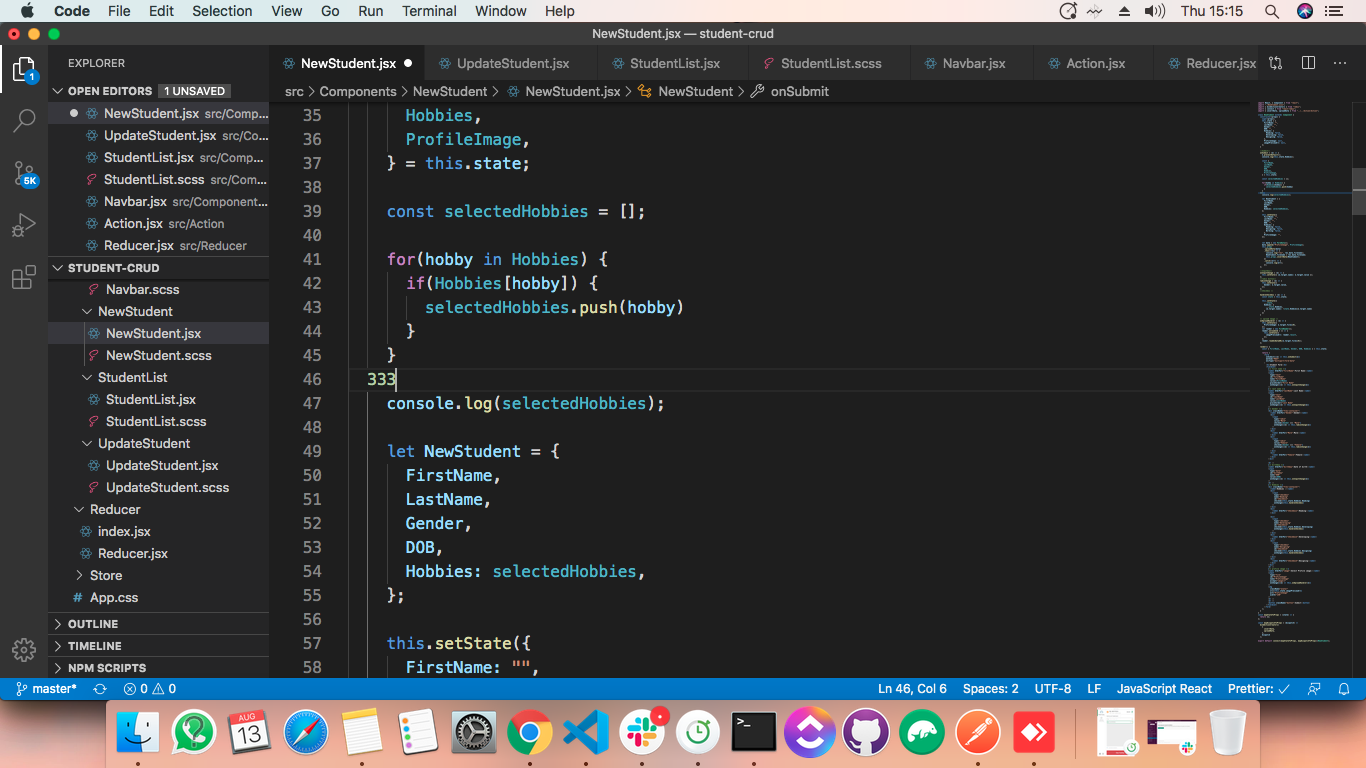 Code File Edit Selection View Go Run Terminal Window Help Thu 15:15
NewStudent.jsx — student-crud
1
EXPLORER
NewStudent.jsx UpdateStudent.jsx StudentList.jsx StudentList.scss Navbar.jsx Action.jsx Reducer.jsx
src > Components > NewStudent > NewStudent.jsx > NewStudent > onSubmit
OPEN EDITORS 1 UNSAVED
NewStudent.jsx src/Comp...
UpdateStudent.jsx src/Co...
StudentList.jsx src/Comp...
StudentList.scss src/Com...
Navbar.jsx src/Component...
Action.jsx src/Action
Reducer.jsx src/Reducer
5K
STUDENT-CRUD
Navbar.scss
NewStudent
NewStudent.jsx
NewStudent.scss
StudentList
StudentList.jsx
StudentList.scss
UpdateStudent
UpdateStudent.jsx
UpdateStudent.scss
Reducer
index.jsx
Reducer.jsx
Store
App.css
OUTLINE
TIMELINE
NPM SCRIPTS
35 Hobbies,
36 ProfileImage,
37 } = this.state;
38
39 const selectedHobbies = [];
40
41 for(hobby in Hobbies) {
42 if(Hobbies[hobby]) {
43 selectedHobbies.push(hobby)
44 }
45 }
46 333
47 console.log(selectedHobbies);
48
49 let NewStudent = {
50 FirstName,
51 LastName,
52 Gender,
53 DOB,
54 Hobbies: selectedHobbies,
55 };
56
57 this.setState({
58 FirstName: "",
master* 0 0 Ln 46, Col 6 Spaces: 2 UTF-8 LF JavaScript React Prettier: ✓
AUG
13